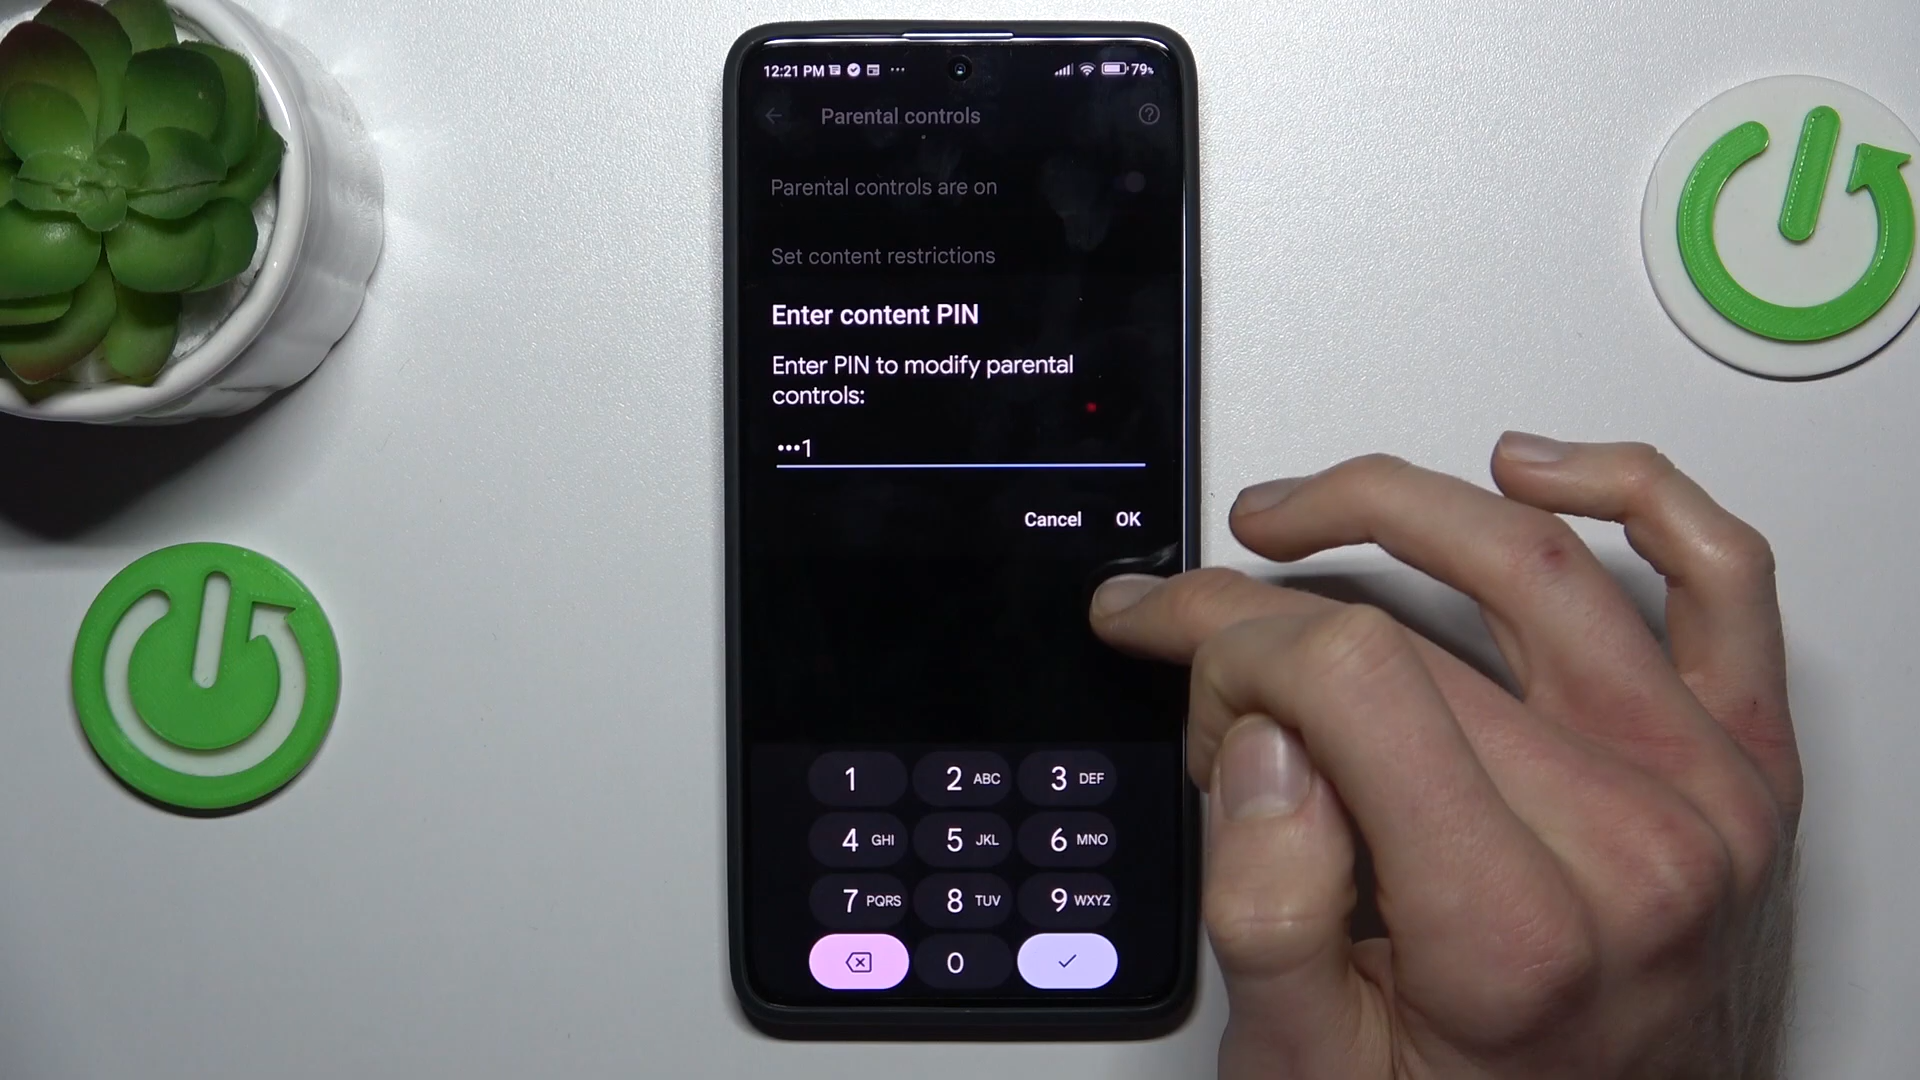 12:21 PM ... 79%
Parental controls
Parental controls are on
Set content restrictions
Enter content PIN
Enter PIN to modify parental
controls:
•••1
Cancel OK
1 2 ABC 3 DEF
4 GHI 5 JKL 6 MNO
7 PQRS 8 TUV 9 WXYZ
0